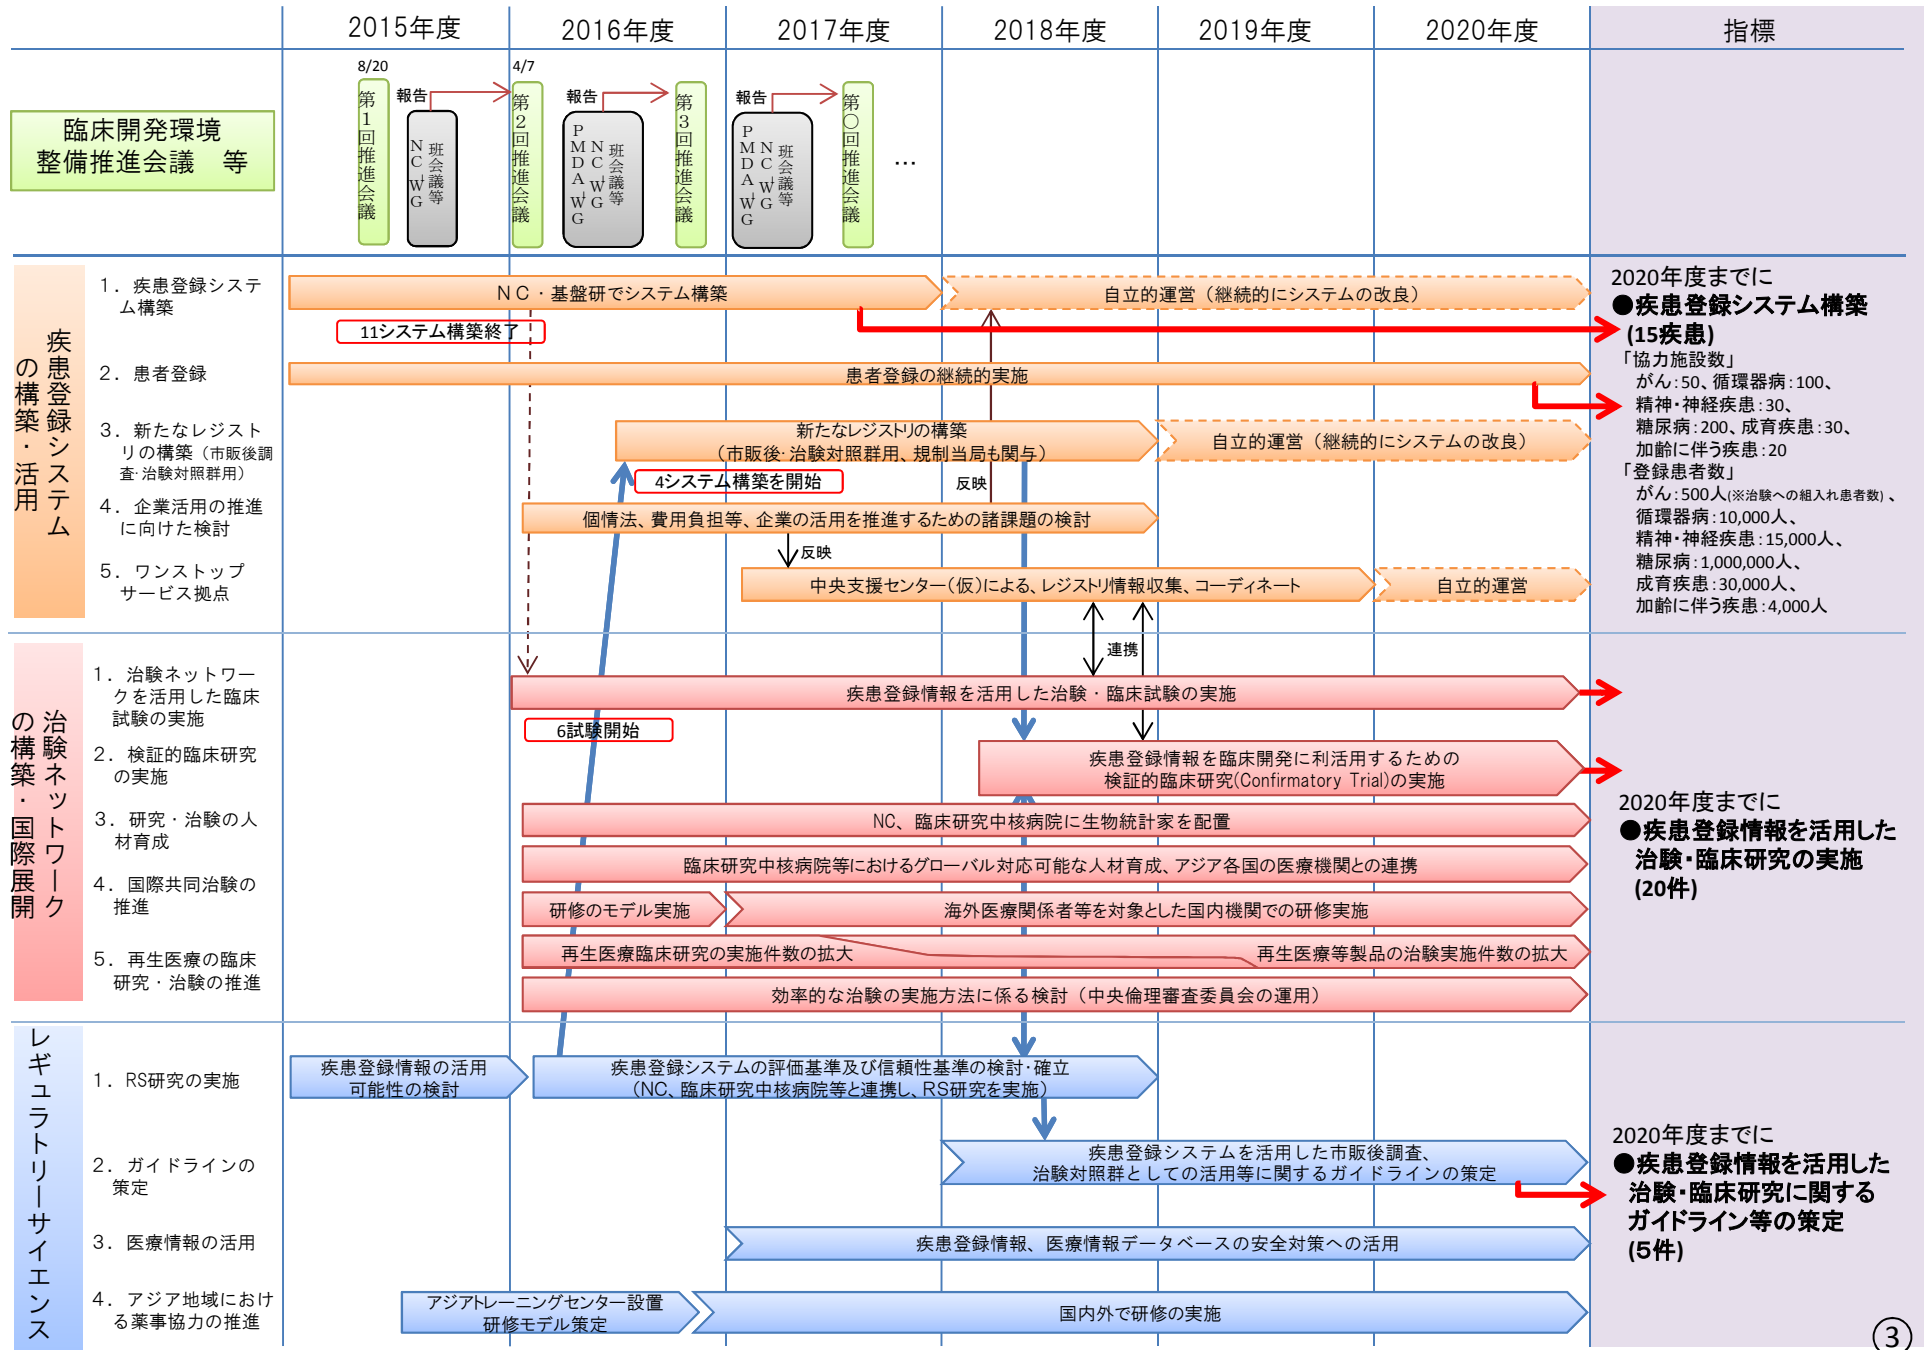 2015年度
2016年度
2017年度
2018年度
2019年度
2020年度
指標
臨床開発環境
整備推進会議　等
8/20
第1回推進会議
報告
班会議等
NC-WG
4/7
第2回推進会議
報告
班会議等
NC-WG
PMDA-WG
第3回推進会議
報告
班会議等
NC-WG
PMDA-WG
第〇回推進会議
…
疾患登録システム
の構築・活用
1．疾患登録システ
ム構築
NC・基盤研でシステム構築
自立的運営（継続的にシステムの改良）
11システム構築終了
2．患者登録
患者登録の継続的実施
3．新たなレジスト
リの構築（市販後調
査・治験対照群用）
新たなレジストリの構築
（市販後・治験対照群用、規制当局も関与）
自立的運営（継続的にシステムの改良）
4システム構築を開始
反映
4．企業活用の推進
に向けた検討
個情法、費用負担等、企業の活用を推進するための諸課題の検討
反映
5．ワンストップ
サービス拠点
中央支援センター（仮）による、レジストリ情報収集、コーディネート
自立的運営
2020年度までに
●疾患登録システム構築
(15疾患)
「協力施設数」
がん：50、循環器病：100、
精神・神経疾患：30、
糖尿病：200、成育疾患：30、
加齢に伴う疾患：20
「登録患者数」
がん：500人(※治験への組入れ患者数)、
循環器病：10,000人、
精神・神経疾患：15,000人、
糖尿病：1,000,000人、
成育疾患：30,000人、
加齢に伴う疾患：4,000人
治験ネットワーク
の構築・国際展開
1．治験ネットワー
クを活用した臨床
試験の実施
連携
疾患登録情報を活用した治験・臨床試験の実施
6試験開始
2．検証的臨床研究
の実施
疾患登録情報を臨床開発に利活用するための
検証的臨床研究(Confirmatory Trial)の実施
3．研究・治験の人
材育成
NC、臨床研究中核病院に生物統計家を配置
臨床研究中核病院等におけるグローバル対応可能な人材育成、アジア各国の医療機関との連携
4．国際共同治験の
推進
研修のモデル実施
海外医療関係者等を対象とした国内機関での研修実施
5．再生医療の臨床
研究・治験の推進
再生医療臨床研究の実施件数の拡大
再生医療等製品の治験実施件数の拡大
効率的な治験の実施方法に係る検討（中央倫理審査委員会の運用）
2020年度までに
●疾患登録情報を活用した
治験・臨床研究の実施
(20件)
レギュラトリーサイエンス
1．RS研究の実施
疾患登録情報の活用
可能性の検討
疾患登録システムの評価基準及び信頼性基準の検討・確立
（NC、臨床研究中核病院等と連携し、RS研究を実施）
2．ガイドラインの
策定
疾患登録システムを活用した市販後調査、
治験対照群としての活用等に関するガイドラインの策定
3．医療情報の活用
疾患登録情報、医療情報データベースの安全対策への活用
4．アジア地域におけ
る薬事協力の推進
アジアトレーニングセンター設置
研修モデル策定
国内外で研修の実施
2020年度までに
●疾患登録情報を活用した
治験・臨床研究に関する
ガイドライン等の策定
(5件)
③